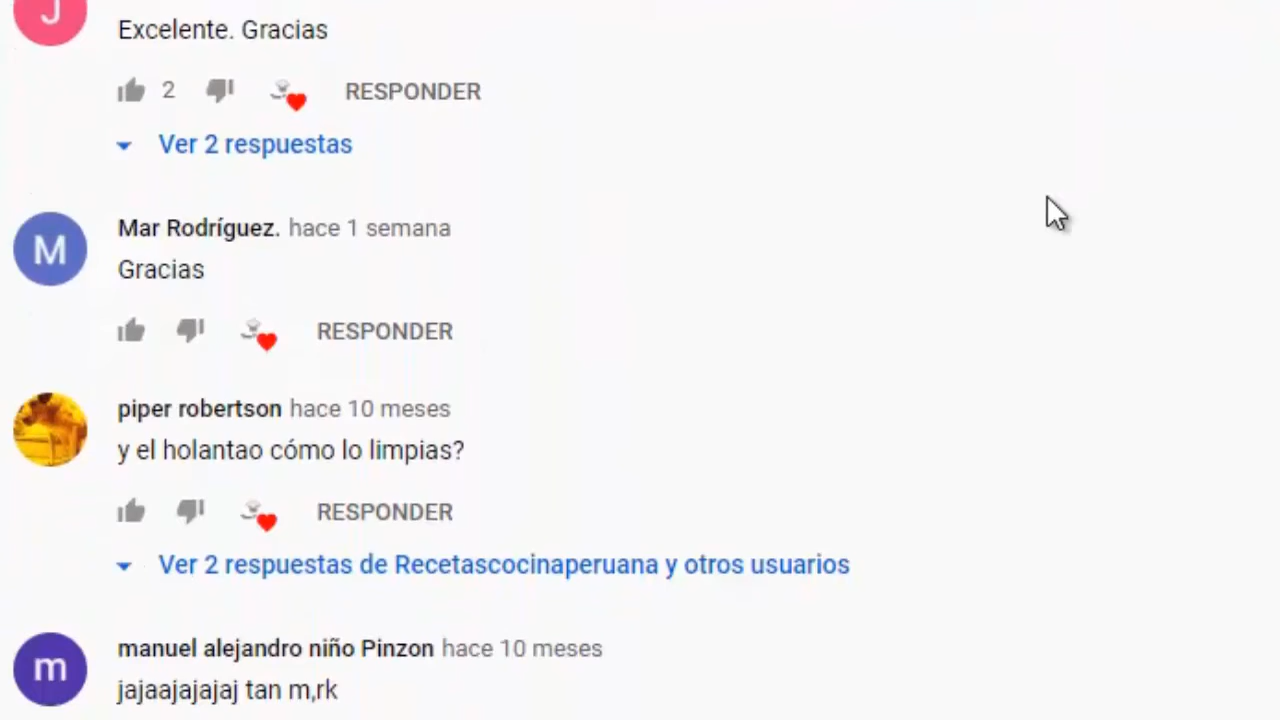 J
Excelente. Gracias
2 RESPONDER
Ver 2 respuestas
M
Mar Rodríguez. hace 1 semana
Gracias
RESPONDER
piper robertson hace 10 meses
y el holantao cómo lo limpias?
RESPONDER
Ver 2 respuestas de Recetascocinaperuana y otros usuarios
m
manuel alejandro niño Pinzon hace 10 meses
jajaajajajaj tan m,rk